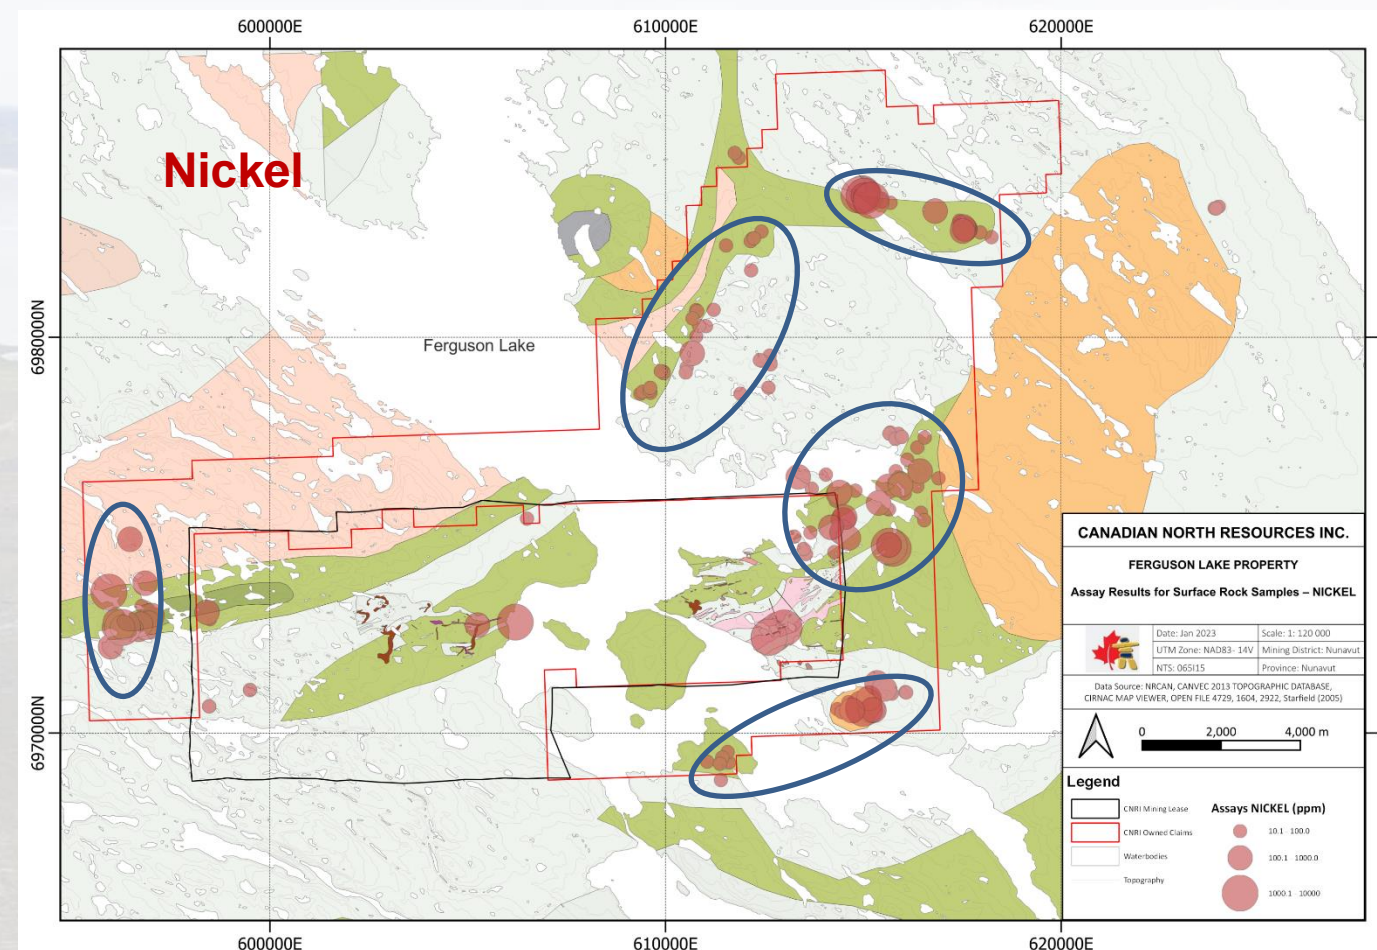 600000E 610000E 620000E
Nickel
6980000N
Ferguson Lake
6970000N
CANADIAN NORTH RESOURCES INC.
FERGUSON LAKE PROPERTY
Assay Results for Surface Rock Samples – NICKEL
Date: Jan 2023 Scale: 1: 120 000
UTM Zone: NAD83- 14V Mining District: Nunavut
NTS: 065I15 Province: Nunavut
Data Source: NRCAN, CANVEC 2013 TOPOGRAPHIC DATABASE,
CIRNAC MAP VIEWER, OPEN FILE 4729, 1604, 2922, Starfield (2005)
0 2,000 4,000 m
Legend
CNRI Mining Lease
CNRI Owned Claims
Waterbodies
Topography
Assays NICKEL (ppm)
10.1 - 100.0
100.1 - 1000.0
1000.1 - 10000
600000E 610000E 620000E